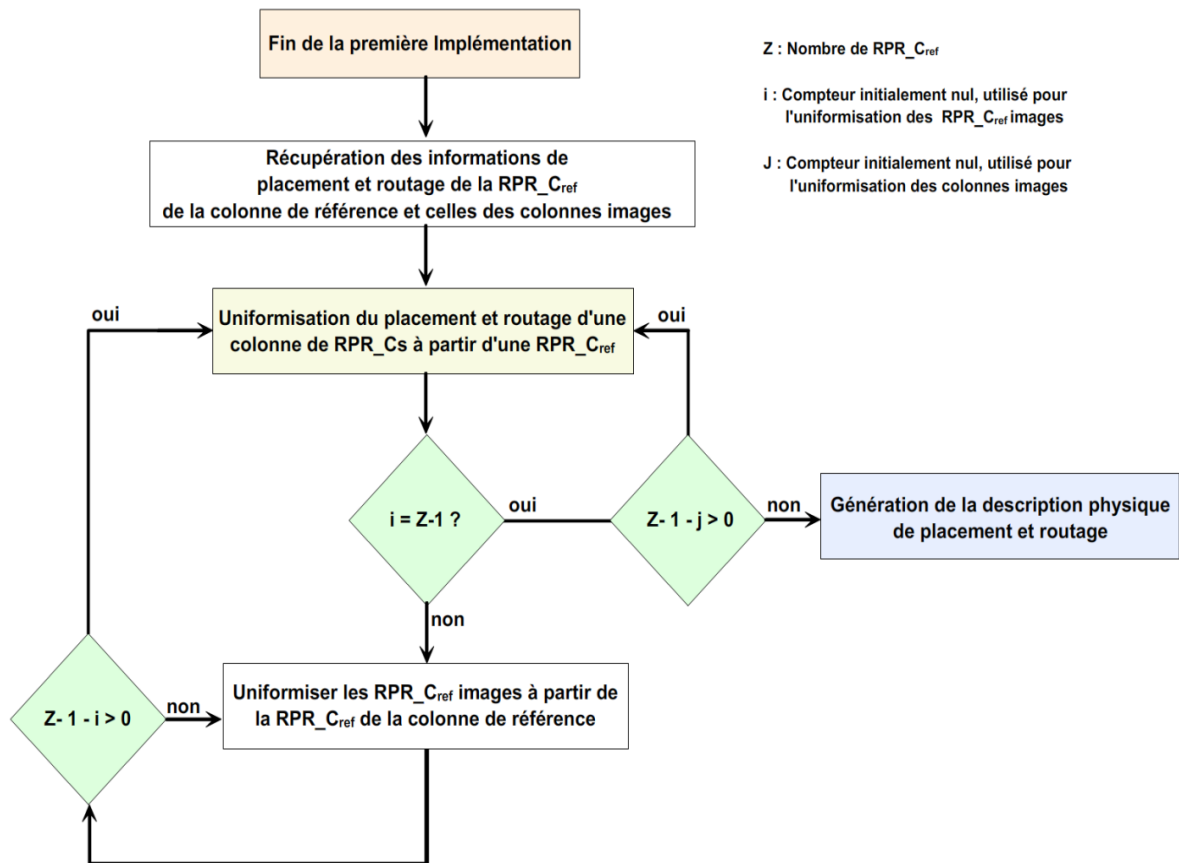 Fin de la première Implémentation
Z : Nombre de RPR_Cref
i : Compteur initialement nul, utilisé pour
l'uniformisation des RPR_Cref images
J : Compteur initialement nul, utilisé pour
l'uniformisation des colonnes images
Récupération des informations de
placement et routage de la RPR_Cref
de la colonne de référence et celles des colonnes images
oui
Uniformisation du placement et routage d'une
colonne de RPR_Cs à partir d'une RPR_Cref
oui
i = Z-1 ?
oui
Z- 1 - j > 0
non
Génération de la description physique
de placement et routage
non
Z- 1 - i > 0
non
Uniformiser les RPR_Cref images à partir de
la RPR_Cref de la colonne de référence